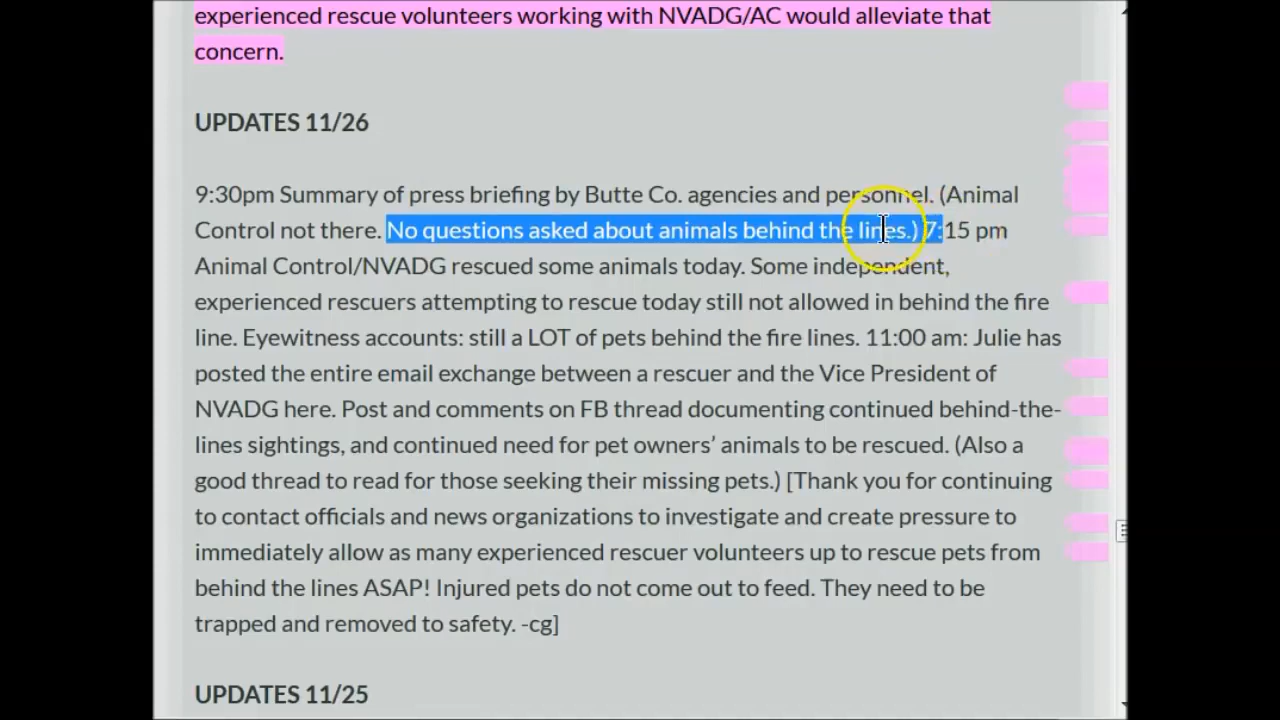 experienced rescue volunteers working with NVADG/AC would alleviate that
concern.
UPDATES 11/26
9:30pm Summary of press briefing by Butte Co. agencies and personnel. (Animal
Control not there. No questions asked about animals behind the lines.) 7:15 pm
Animal Control/NVADG rescued some animals today. Some independent,
experienced rescuers attempting to rescue today still not allowed in behind the fire
line. Eyewitness accounts: still a LOT of pets behind the fire lines. 11:00 am: Julie has
posted the entire email exchange between a rescuer and the Vice President of
NVADG here. Post and comments on FB thread documenting continued behind-the-
lines sightings, and continued need for pet owners’ animals to be rescued. (Also a
good thread to read for those seeking their missing pets.) [Thank you for continuing
to contact officials and news organizations to investigate and create pressure to
immediately allow as many experienced rescuer volunteers up to rescue pets from
behind the lines ASAP! Injured pets do not come out to feed. They need to be
trapped and removed to safety. -cg]
UPDATES 11/25